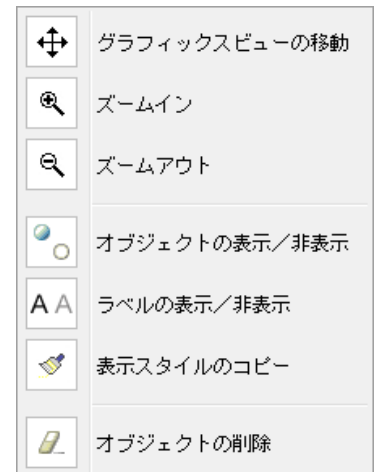 グラフィックスビューの移動
ズームイン
ズームアウト
オブジェクトの表示／非表示
AA ラベルの表示／非表示
表示スタイルのコピー
オブジェクトの削除